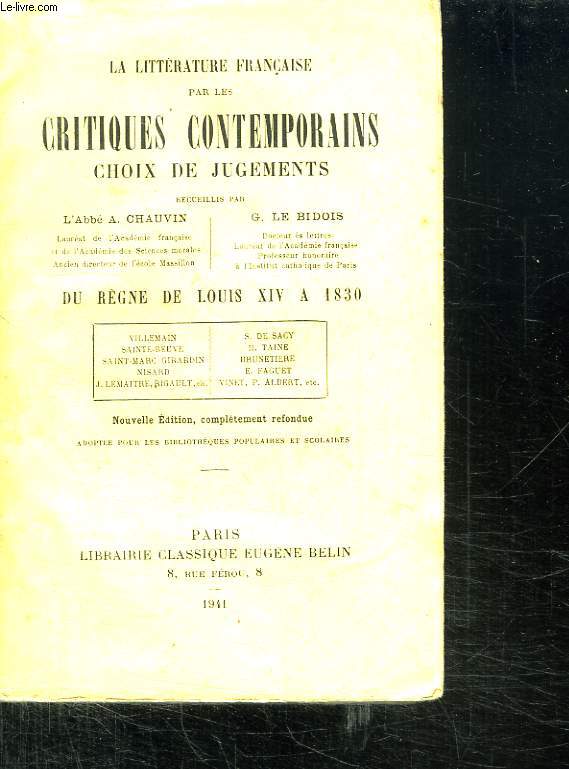 Le-livre.com
LA LITTÉRATURE FRANÇAISE
PAR LES
CRITIQUES CONTEMPORAINS
CHOIX DE JUGEMENTS
RECUEILLIS PAR
L'Abbé A. CHAUVIN
Lauréat de l'Académie française
et de l'Académie des Sciences morales
Ancien directeur de l'école Massillon
G. LE BIDOIS
Docteur ès lettres
Lauréat de l'Académie française
Professeur honoraire
à l'Institut catholique de Paris
DU RÈGNE DE LOUIS XIV A 1830
VILLEMAIN
SAINTE-BEUVE
SAINT-MARC GIRARDIN
NISARD
J. LEMAITRE, RIGAULT, etc.
S. DE SACY
H. TAINE
BRUNETIÈRE
E. FAGUET
VINET, P. ALBERT, etc.
Nouvelle Édition, complètement refondue
ADOPTÉE POUR LES BIBLIOTHÈQUES POPULAIRES ET SCOLAIRES
PARIS
LIBRAIRIE CLASSIQUE EUGÈNE BELIN
8, RUE FÉROU, 8
1941